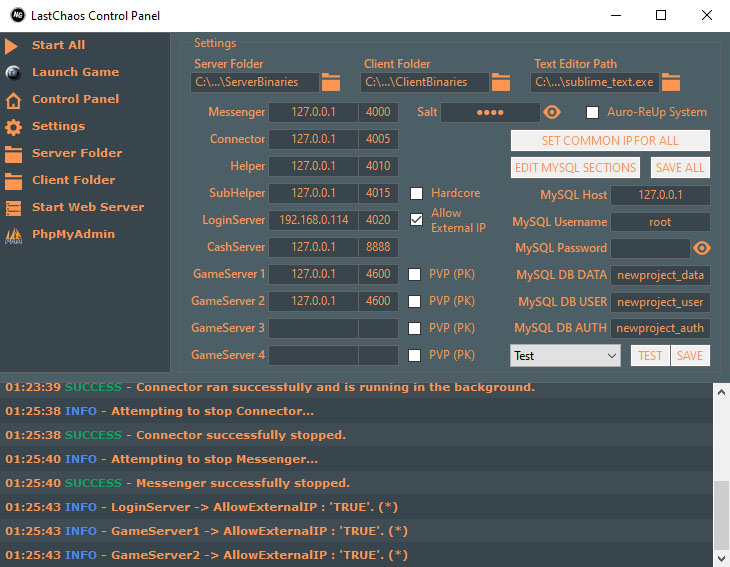 LastChaos Control Panel
Start All
Launch Game
Control Panel
Settings
Server Folder
Client Folder
Start Web Server
PhpMyAdmin
Settings
Server Folder Client Folder Text Editor Path
C:\...\ServerBinaries C:\...\ClientBinaries C:\...\sublime_text.exe
Messenger 127.0.0.1 4000 Salt •••• Auto-ReUp System
Connector 127.0.0.1 4005 SET COMMON IP FOR ALL
Helper 127.0.0.1 4010 EDIT MYSQL SECTIONS SAVE ALL
SubHelper 127.0.0.1 4015 Hardcore MySQL Host 127.0.0.1
LoginServer 192.168.0.114 4020 Allow External IP MySQL Username root
CashServer 127.0.0.1 8888 MySQL Password
GameServer 1 127.0.0.1 4600 PVP (PK) MySQL DB DATA newproject_data
GameServer 2 127.0.0.1 4600 PVP (PK) MySQL DB USER newproject_user
GameServer 3 PVP (PK) MySQL DB AUTH newproject_auth
GameServer 4 PVP (PK) Test TEST SAVE
01:23:39 SUCCESS - Connector ran successfully and is running in the background.
01:25:38 INFO - Attempting to stop Connector...
01:25:38 SUCCESS - Connector successfully stopped.
01:25:40 INFO - Attempting to stop Messenger...
01:25:40 SUCCESS - Messenger successfully stopped.
01:25:43 INFO - LoginServer -> AllowExternalIP : 'TRUE'. (*)
01:25:43 INFO - GameServer1 -> AllowExternalIP : 'TRUE'. (*)
01:25:43 INFO - GameServer2 -> AllowExternalIP : 'TRUE'. (*)